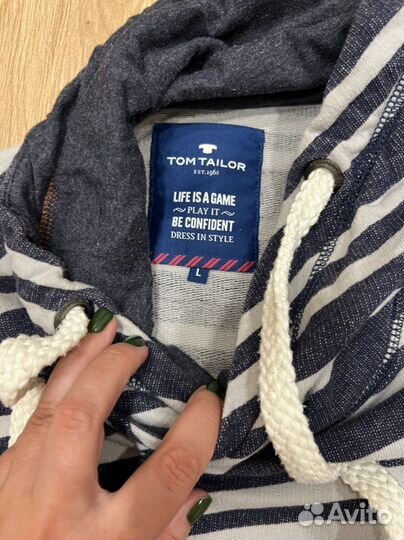 TOM TAILOR
EST. 1962
LIFE IS A GAME
PLAY IT
BE CONFIDENT
DRESS IN STYLE
L
Avito